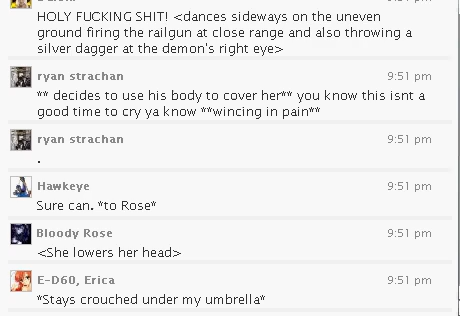 HOLY FUCKING SHIT! <dances sideways on the uneven
ground firing the railgun at close range and also throwing a
silver dagger at the demon's right eye>
ryan strachan 9:51 pm
** decides to use his body to cover her** you know this isnt a
good time to cry ya know **wincing in pain**
ryan strachan 9:51 pm
.
Hawkeye 9:51 pm
Sure can. *to Rose*
Bloody Rose 9:51 pm
<She lowers her head>
E-D60, Erica 9:51 pm
*Stays crouched under my umbrella*